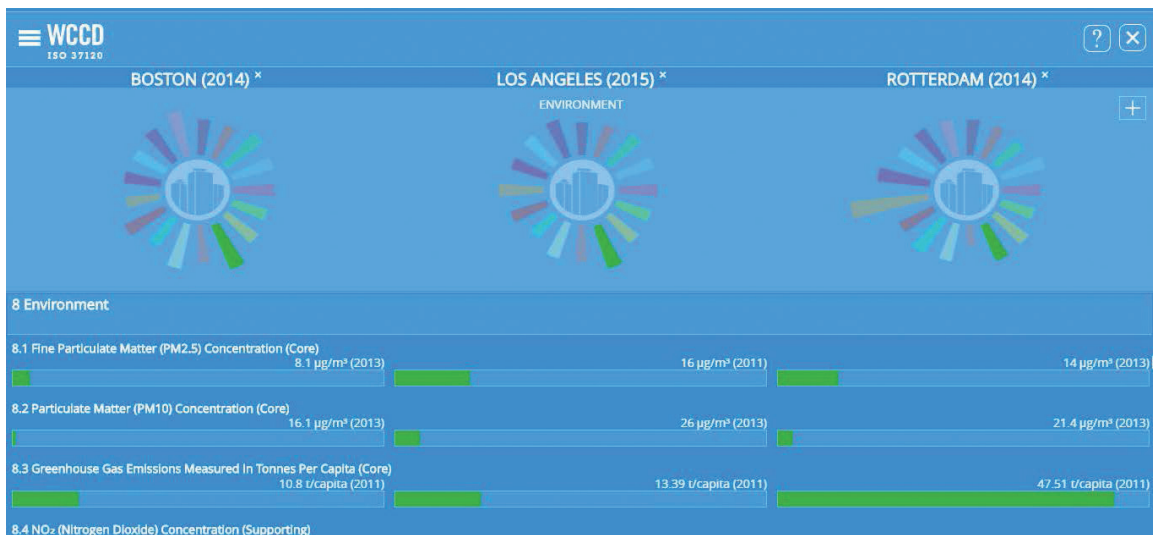 WCCD
ISO 37120
?
BOSTON (2014) ×
LOS ANGELES (2015) ×
ROTTERDAM (2014) ×
ENVIRONMENT
8 Environment
8.1 Fine Particulate Matter (PM2.5) Concentration (Core)
8.1 µg/m³ (2013)
16 µg/m³ (2011)
14 µg/m³ (2013)
8.2 Particulate Matter (PM10) Concentration (Core)
16.1 µg/m³ (2013)
26 µg/m³ (2013)
21.4 µg/m³ (2013)
8.3 Greenhouse Gas Emissions Measured In Tonnes Per Capita (Core)
10.8 t/capita (2011)
13.39 t/capita (2011)
47.51 t/capita (2011)
8.4 NO₂ (Nitrogen Dioxide) Concentration (Supporting)